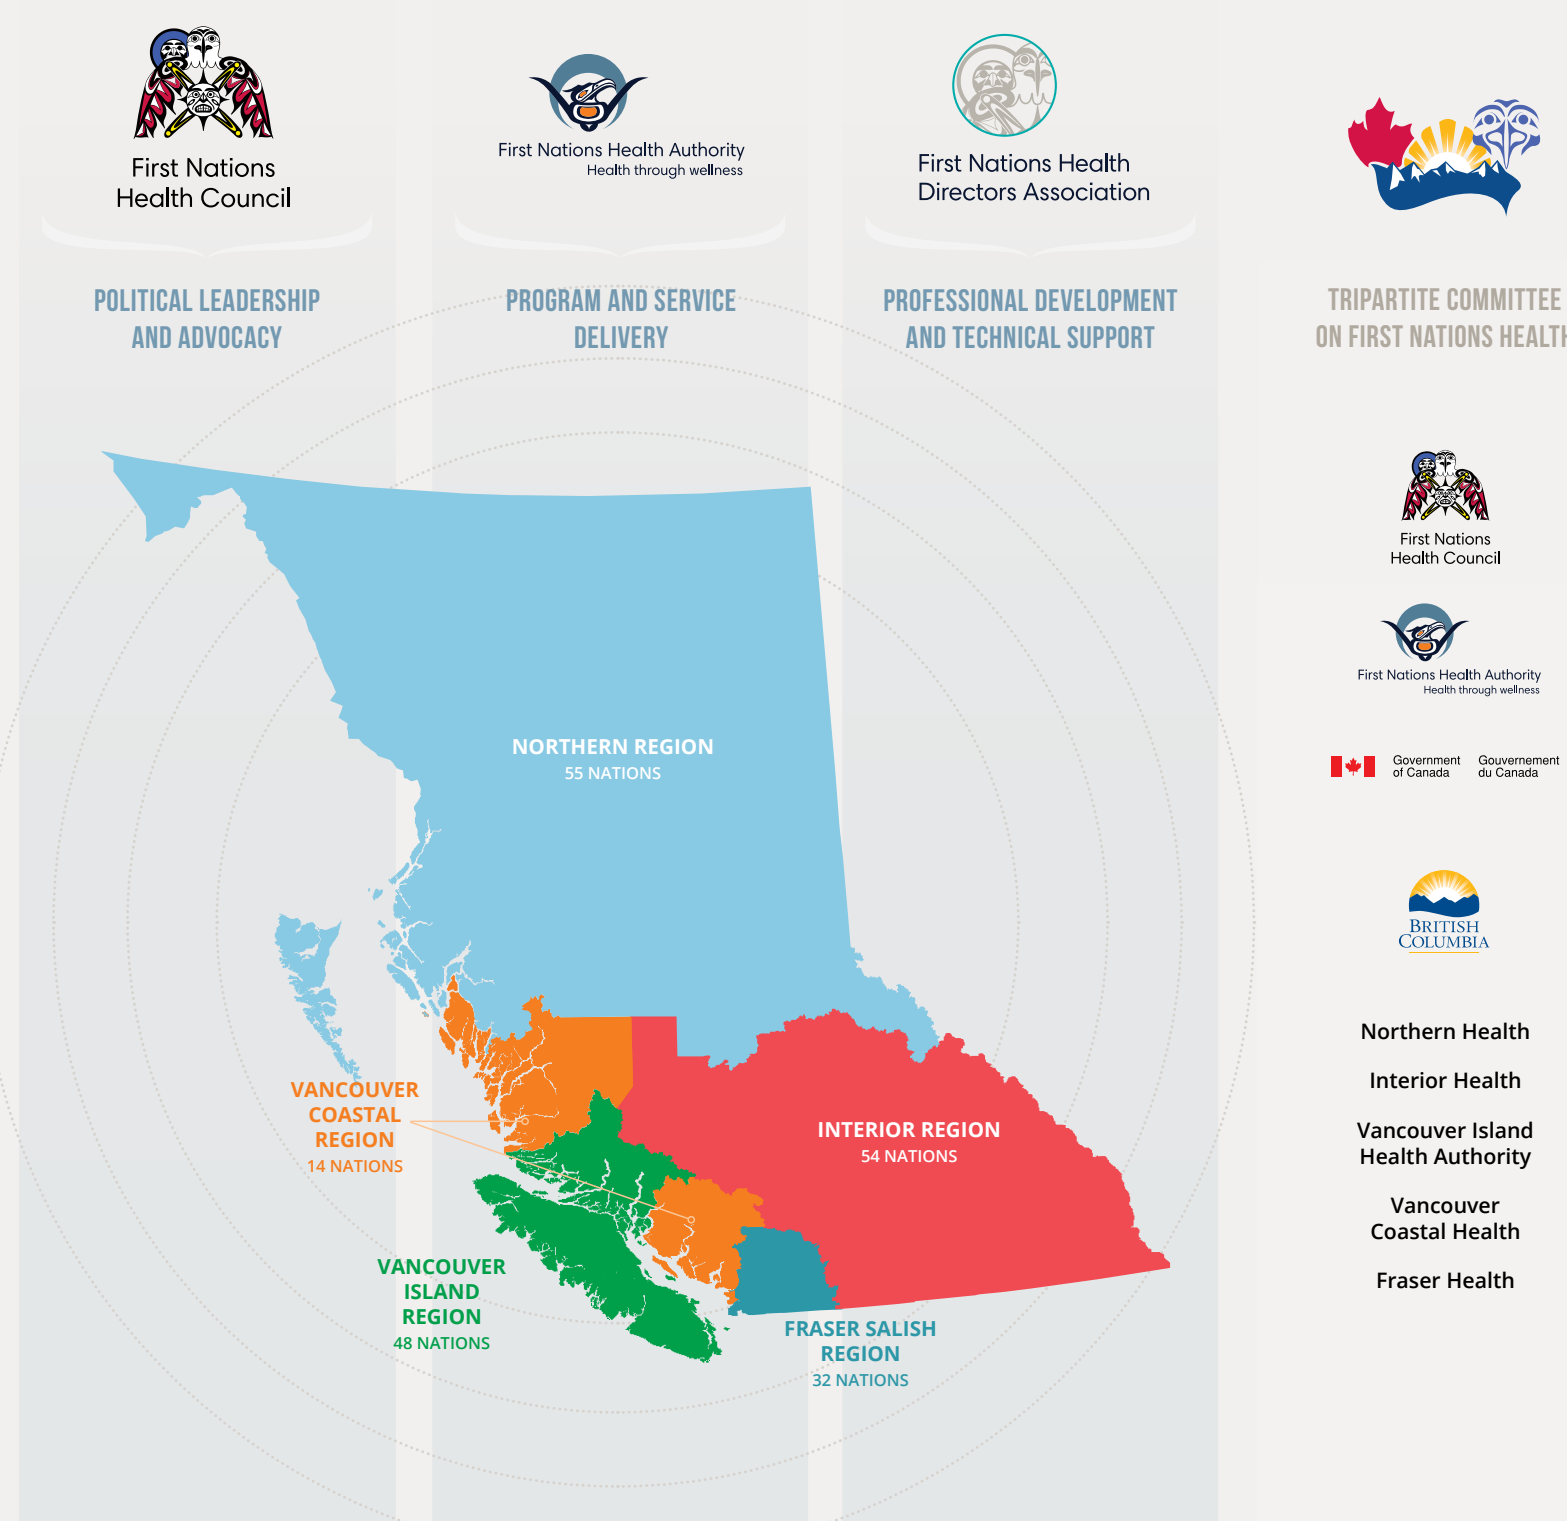 First Nations
Health Council
First Nations Health Authority
Health through wellness
First Nations Health
Directors Association
POLITICAL LEADERSHIP
AND ADVOCACY
PROGRAM AND SERVICE
DELIVERY
PROFESSIONAL DEVELOPMENT
AND TECHNICAL SUPPORT
TRIPARTITE COMMITTEE
ON FIRST NATIONS HEALTH
NORTHERN REGION
55 NATIONS
VANCOUVER
COASTAL
REGION
14 NATIONS
INTERIOR REGION
54 NATIONS
VANCOUVER
ISLAND
REGION
48 NATIONS
FRASER SALISH
REGION
32 NATIONS
First Nations
Health Council
First Nations Health Authority
Health through wellness
Government
of Canada
Gouvernement
du Canada
BRITISH
COLUMBIA
Northern Health
Interior Health
Vancouver Island
Health Authority
Vancouver
Coastal Health
Fraser Health